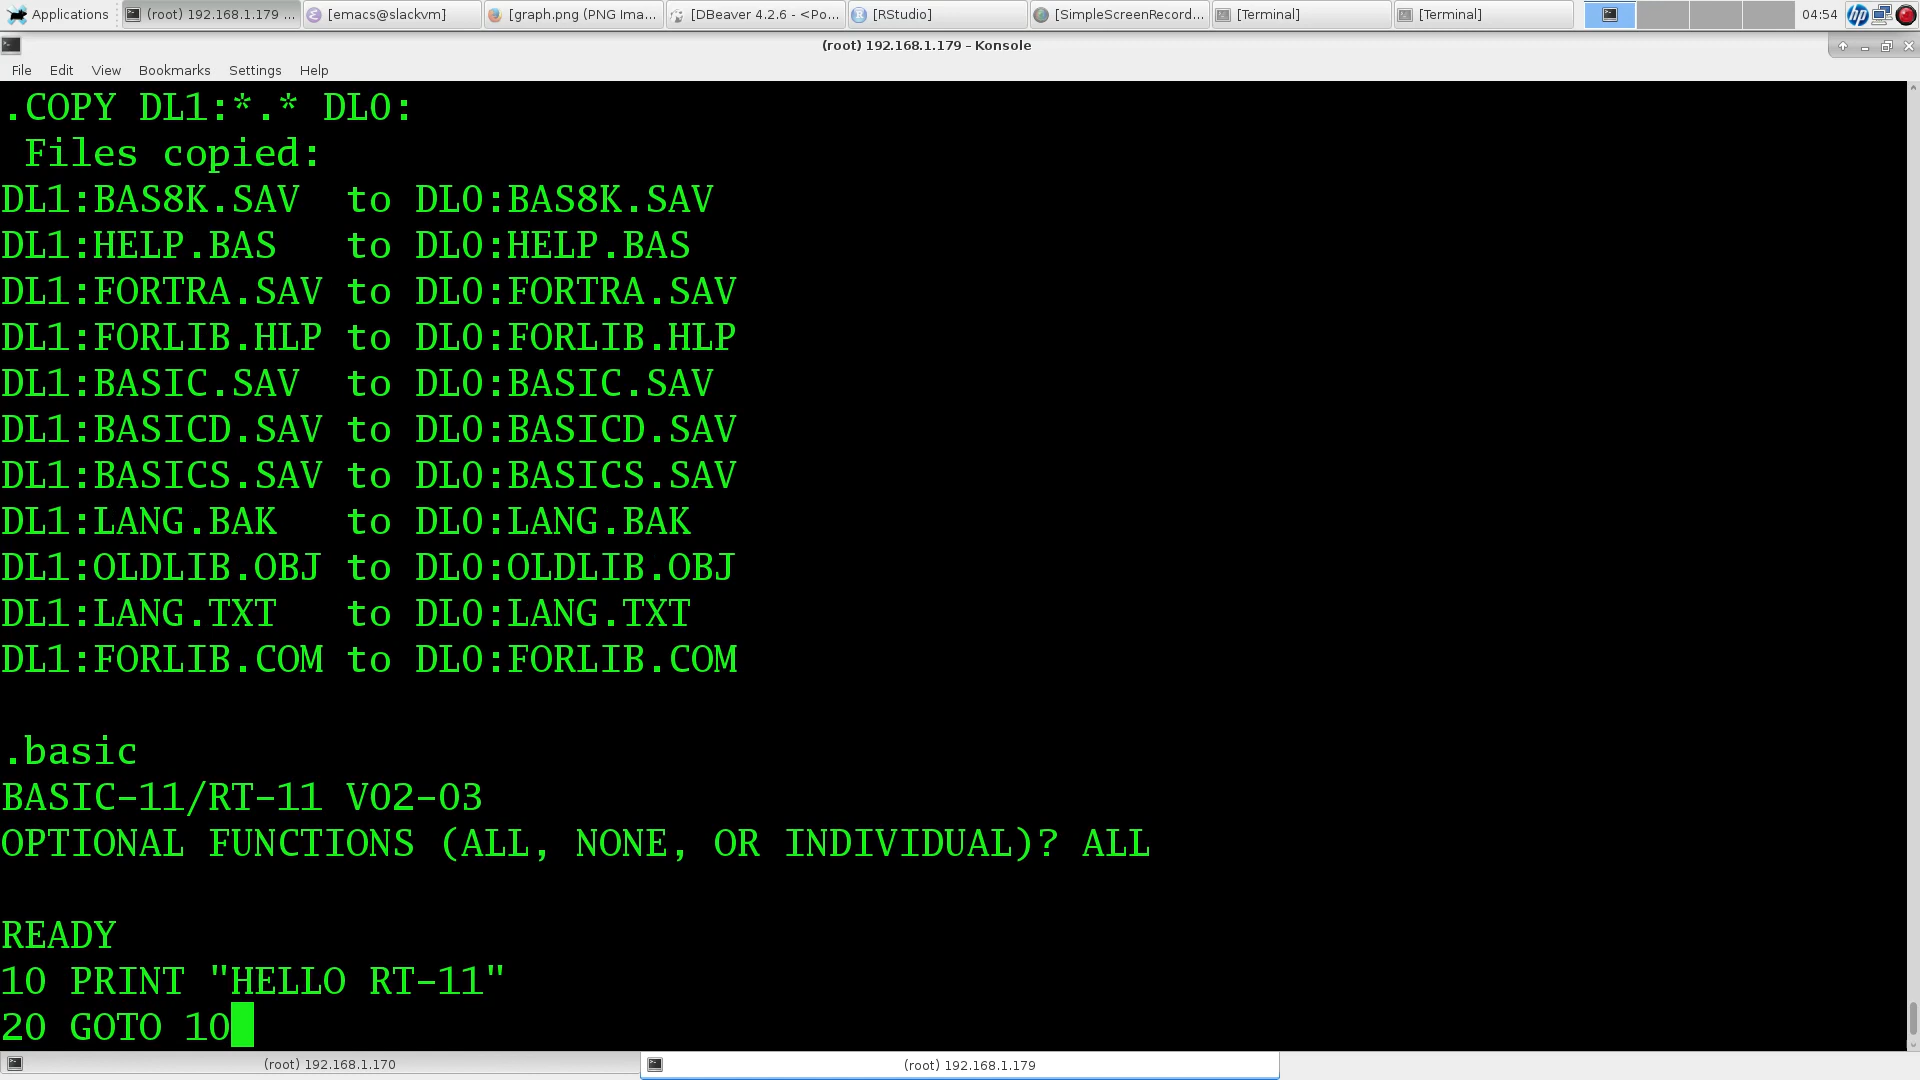 Applications
(root) 192.168.1.179 ...
[emacs@slackvm]
[graph.png (PNG Ima...
[DBeaver 4.2.6 - <Po...
[RStudio]
[SimpleScreenRecord...
[Terminal]
[Terminal]
04:54
hp
(root) 192.168.1.179 - Konsole
File Edit View Bookmarks Settings Help
.COPY DL1:*.* DL0:
Files copied:
DL1:BAS8K.SAV to DL0:BAS8K.SAV
DL1:HELP.BAS to DL0:HELP.BAS
DL1:FORTRA.SAV to DL0:FORTRA.SAV
DL1:FORLIB.HLP to DL0:FORLIB.HLP
DL1:BASIC.SAV to DL0:BASIC.SAV
DL1:BASICD.SAV to DL0:BASICD.SAV
DL1:BASICS.SAV to DL0:BASICS.SAV
DL1:LANG.BAK to DL0:LANG.BAK
DL1:OLDLIB.OBJ to DL0:OLDLIB.OBJ
DL1:LANG.TXT to DL0:LANG.TXT
DL1:FORLIB.COM to DL0:FORLIB.COM
.basic
BASIC-11/RT-11 V02-03
OPTIONAL FUNCTIONS (ALL, NONE, OR INDIVIDUAL)? ALL
READY
10 PRINT "HELLO RT-11"
20 GOTO 10
(root) 192.168.1.170
(root) 192.168.1.179